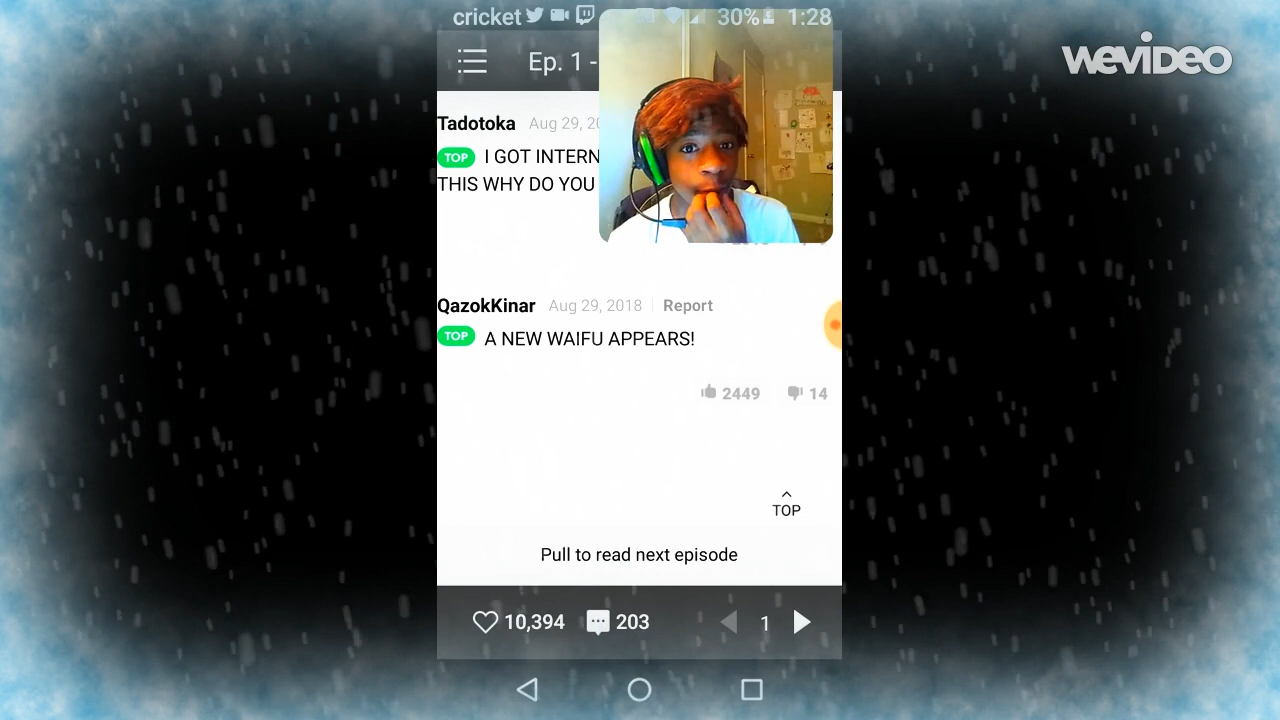 cricket 30% 1:28
wevideo
Ep. 1 -
Tadotoka Aug 29, 20
TOP I GOT INTERN
THIS WHY DO YOU
QazokKinar Aug 29, 2018 Report
TOP A NEW WAIFU APPEARS!
2449 14
TOP
Pull to read next episode
10,394 203 1